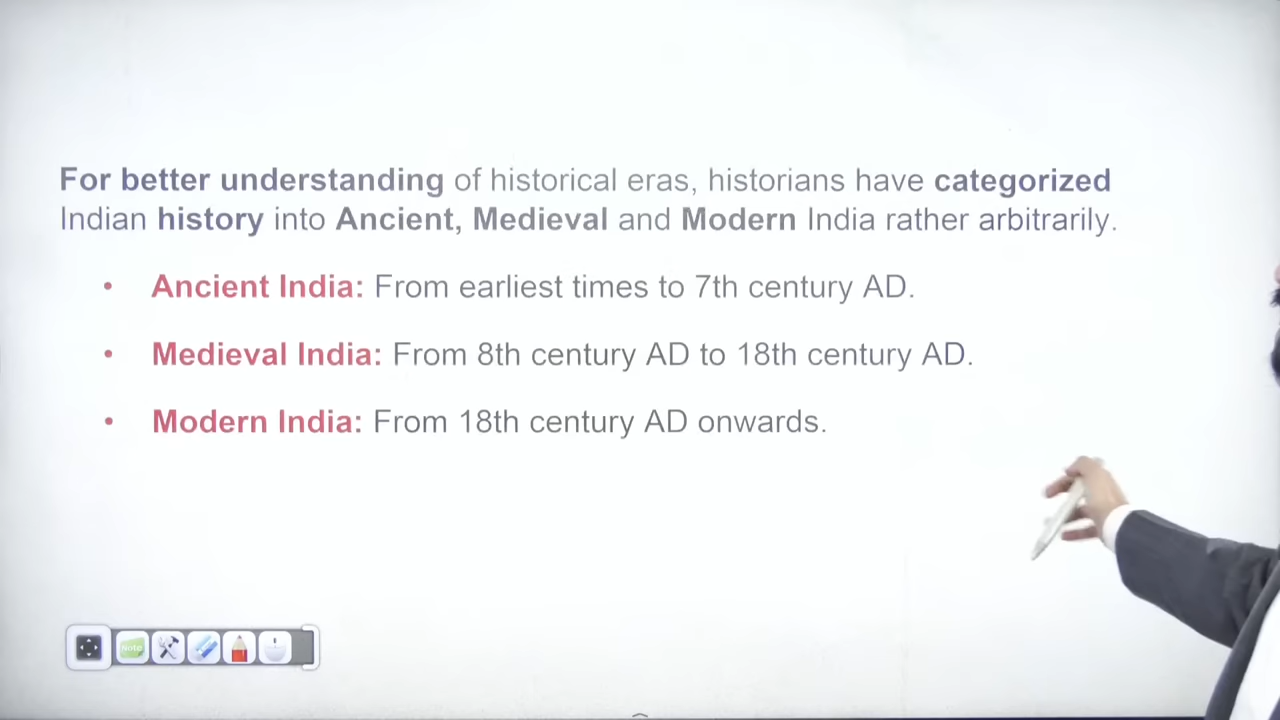 For better understanding of historical eras, historians have categorized
Indian history into Ancient, Medieval and Modern India rather arbitrarily.
• Ancient India: From earliest times to 7th century AD.
• Medieval India: From 8th century AD to 18th century AD.
• Modern India: From 18th century AD onwards.
Note